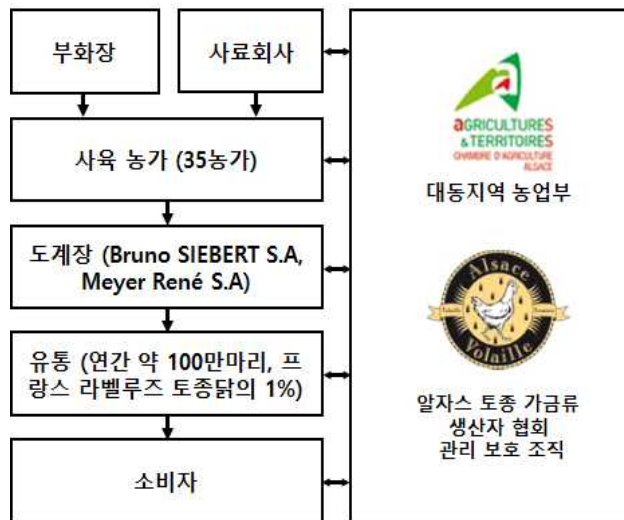 부화장
사료회사
사육 농가 (35농가)
도계장 (Bruno SIEBERT S.A,
Meyer René S.A)
유통 (연간 약 100만마리, 프
랑스 라벨루즈 토종닭의 1%)
소비자
a
aGRICULTURES
& TERRITOIRES
CHAMBRE D'AGRICULTURE
ALSACE
대동지역 농업부
Alsace
Volaille
알자스 토종 가금류
생산자 협회
관리 보호 조직